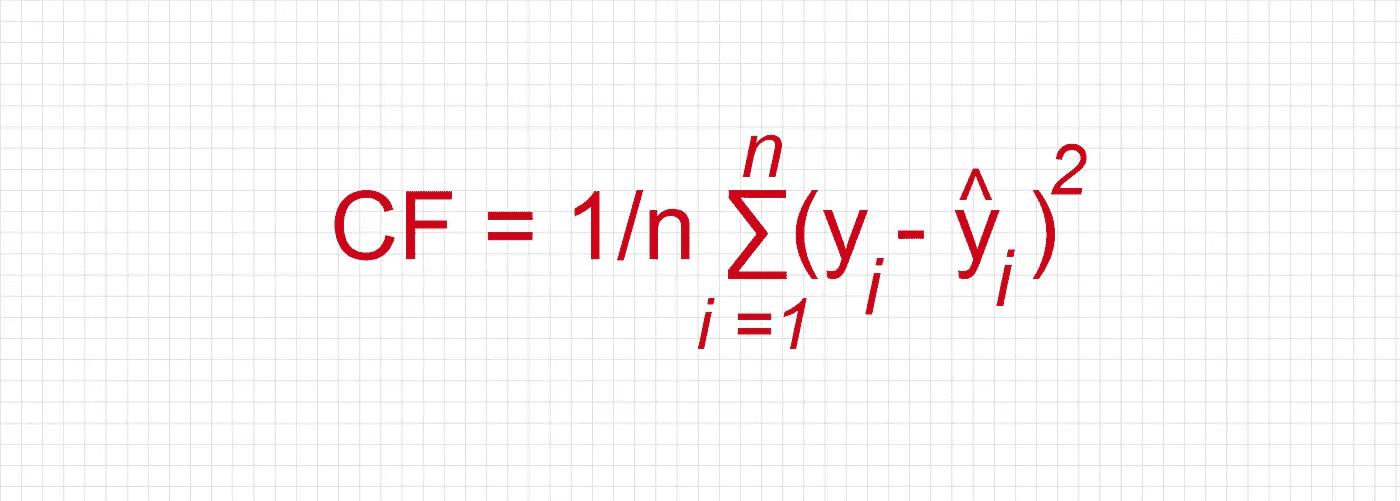 CF = 1/n n∑i=1(yi - ŷi)2